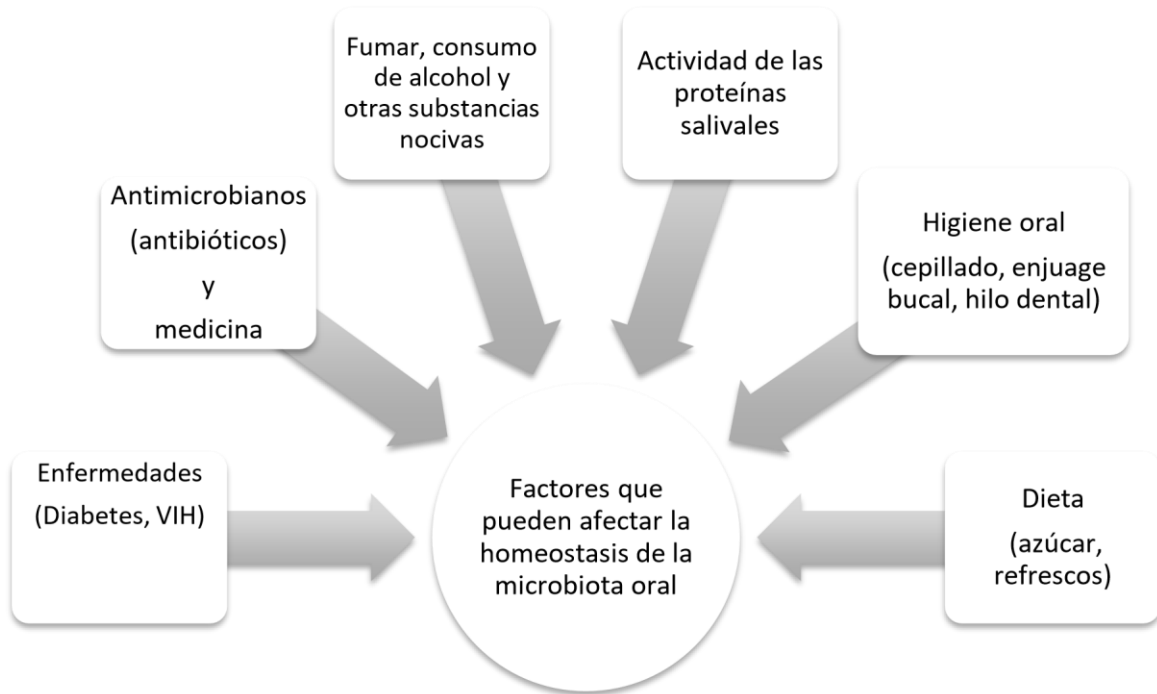 Fumar, consumo
de alcohol y
otras substancias
nocivas
Actividad de las
proteínas
salivales
Antimicrobianos
(antibióticos)
y
medicina
Higiene oral
(cepillado, enjuage
bucal, hilo dental)
Enfermedades
(Diabetes, VIH)
Factores que
pueden afectar la
homeostasis de la
microbiota oral
Dieta
(azúcar,
refrescos)